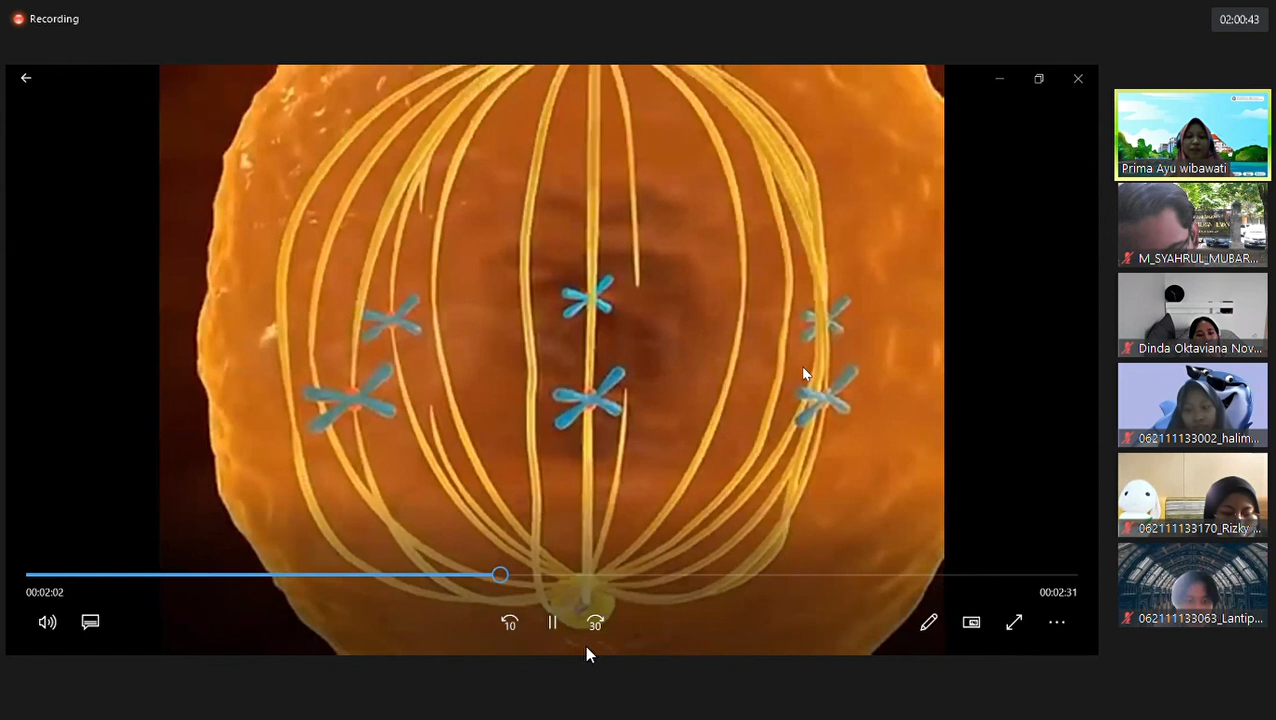 Recording
02:00:43
Prima Ayu wibawati
M_SYAHRUL_MUBAR...
Dinda Oktaviana Nov...
062111133002_halim...
062111133170_Rizky ...
062111133063_Lantip...
00:02:02
00:02:31
10
30